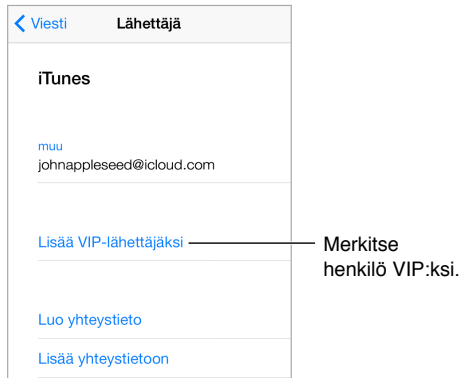 Viesti Lähettäjä
iTunes
muu
johnappleseed@icloud.com
Lisää VIP-lähettäjäksi
Merkitse
henkilö VIP:ksi.
Luo yhteystieto
Lisää yhteystietoon